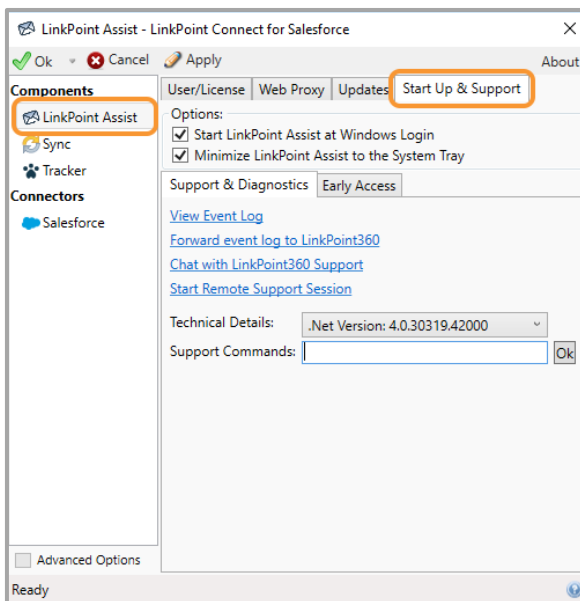 LinkPoint Assist - LinkPoint Connect for Salesforce
Ok Cancel Apply About
Components
LinkPoint Assist
Sync
Tracker
Connectors
Salesforce
Advanced Options
User/License Web Proxy Updates Start Up & Support
Options:
Start LinkPoint Assist at Windows Login
Minimize LinkPoint Assist to the System Tray
Support & Diagnostics Early Access
View Event Log
Forward event log to LinkPoint360
Chat with LinkPoint360 Support
Start Remote Support Session
Technical Details: .Net Version: 4.0.30319.42000
Support Commands: Ok
Ready